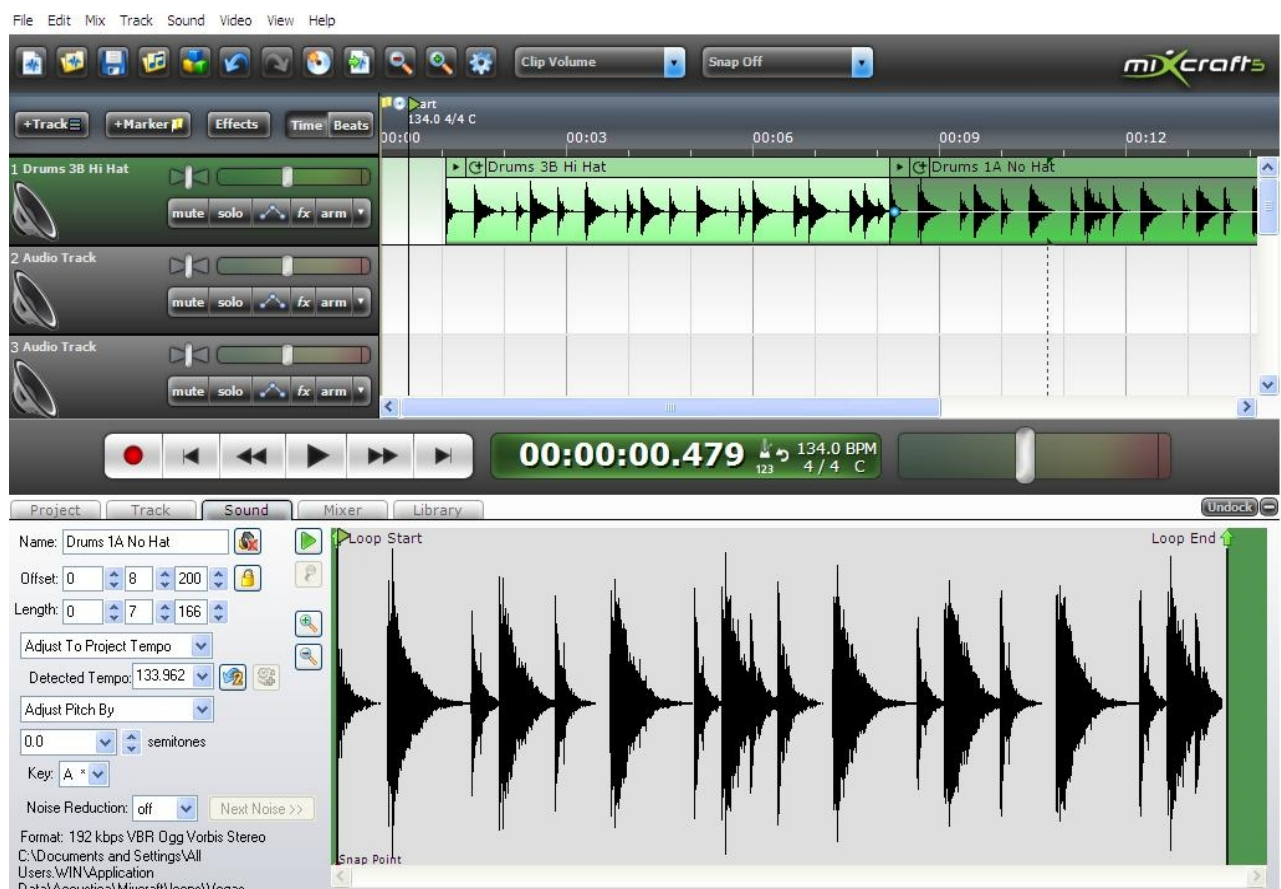 File Edit Mix Track Sound Video View Help
Clip Volume Snap Off mixcraft5
+Track +Marker Effects Time Beats art
134.0 4/4 C
00:00 00:03 00:06 00:09 00:12
1 Drums 3B Hi Hat Drums 3B Hi Hat Drums 1A No Hat
mute solo fx arm
2 Audio Track
mute solo fx arm
3 Audio Track
mute solo fx arm
00:00:00.479 123 134.0 BPM
4 / 4 C
Project Track Sound Mixer Library Undock
Name: Drums 1A No Hat Loop Start Loop End
Offset: 0 8 200
Length: 0 7 166
Adjust To Project Tempo
Detected Tempo: 133.962 2
Adjust Pitch By
0.0 semitones
Key: A *
Noise Reduction: off Next Noise >>
Format: 192 kbps VBR Ogg Vorbis Stereo
C:\Documents and Settings\All
Users.WIN\Application
Snap Point
Data\Acoustica\Mixcraft\loops\Vegas